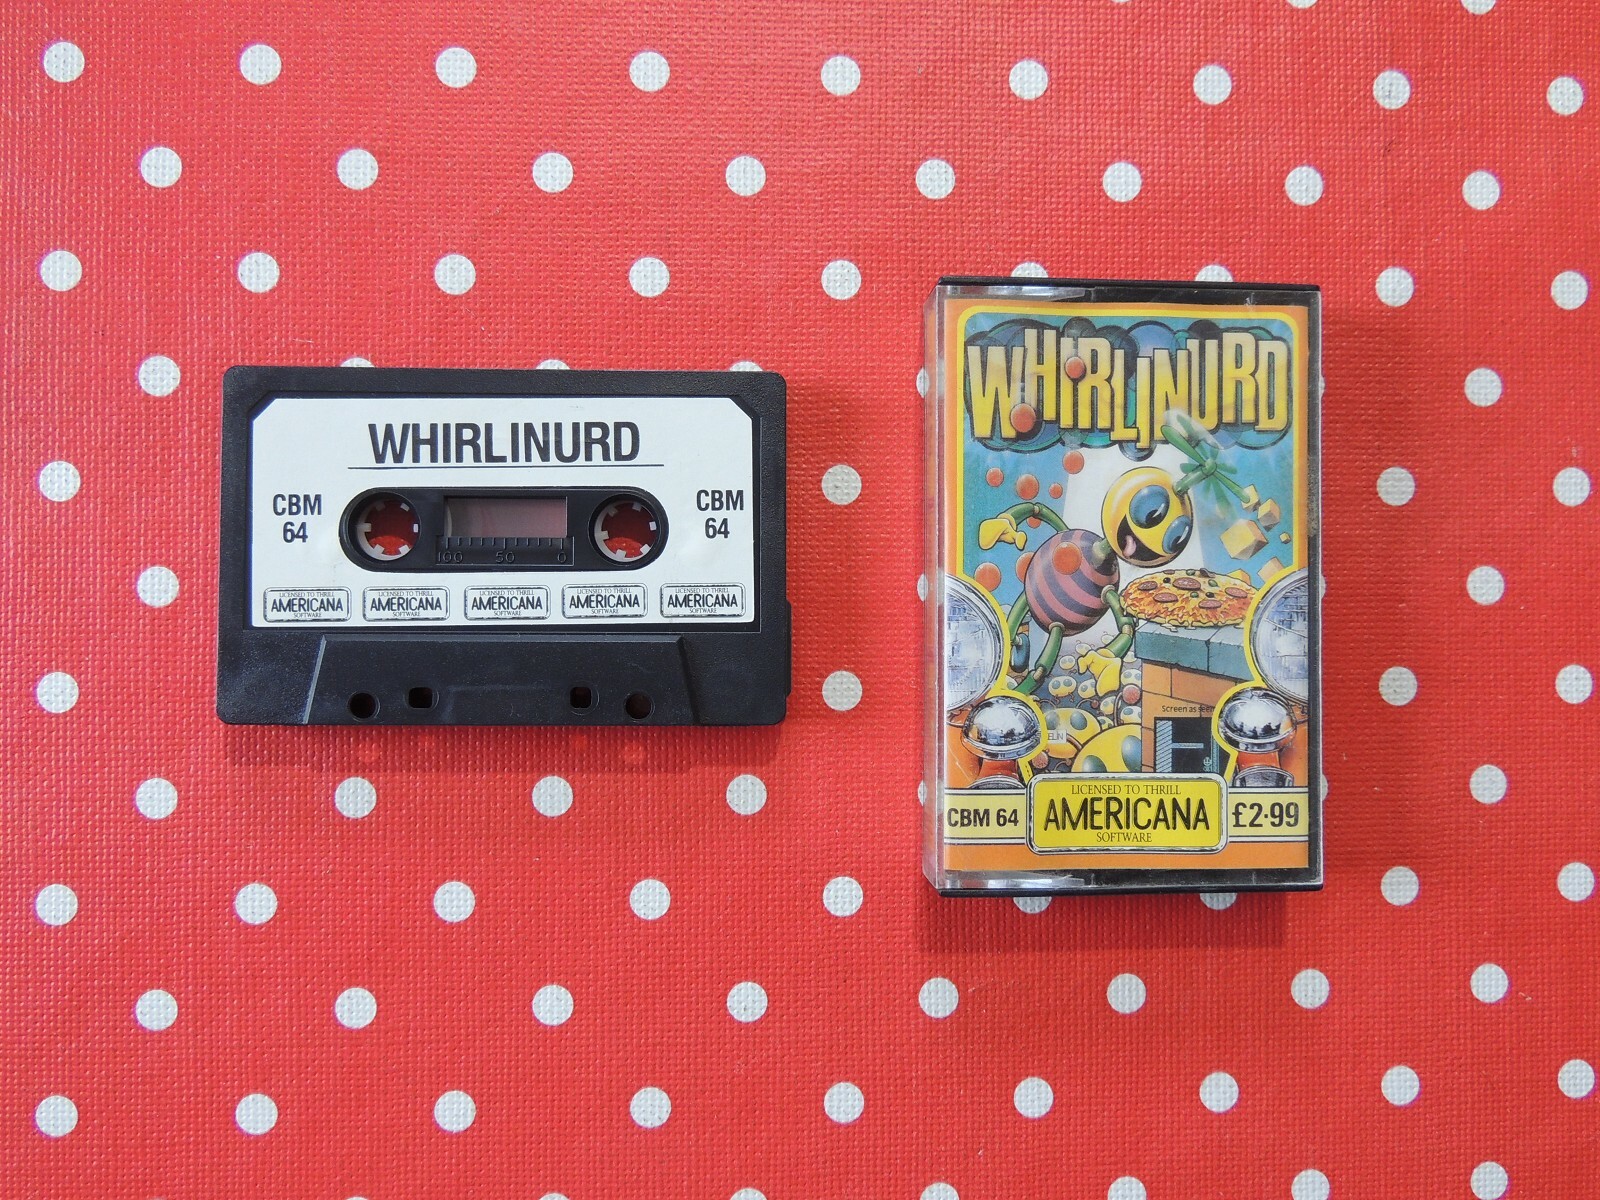 WHIRLINURD
CBM
64
CBM
64
100 50 0
LICENSED TO THRILL
AMERICANA
SOFTWARE
LICENSED TO THRILL
AMERICANA
SOFTWARE
LICENSED TO THRILL
AMERICANA
SOFTWARE
LICENSED TO THRILL
AMERICANA
SOFTWARE
LICENSED TO THRILL
AMERICANA
SOFTWARE
WHIRLINURD
Screen as seen
CBM 64
LICENSED TO THRILL
AMERICANA
SOFTWARE
£2·99